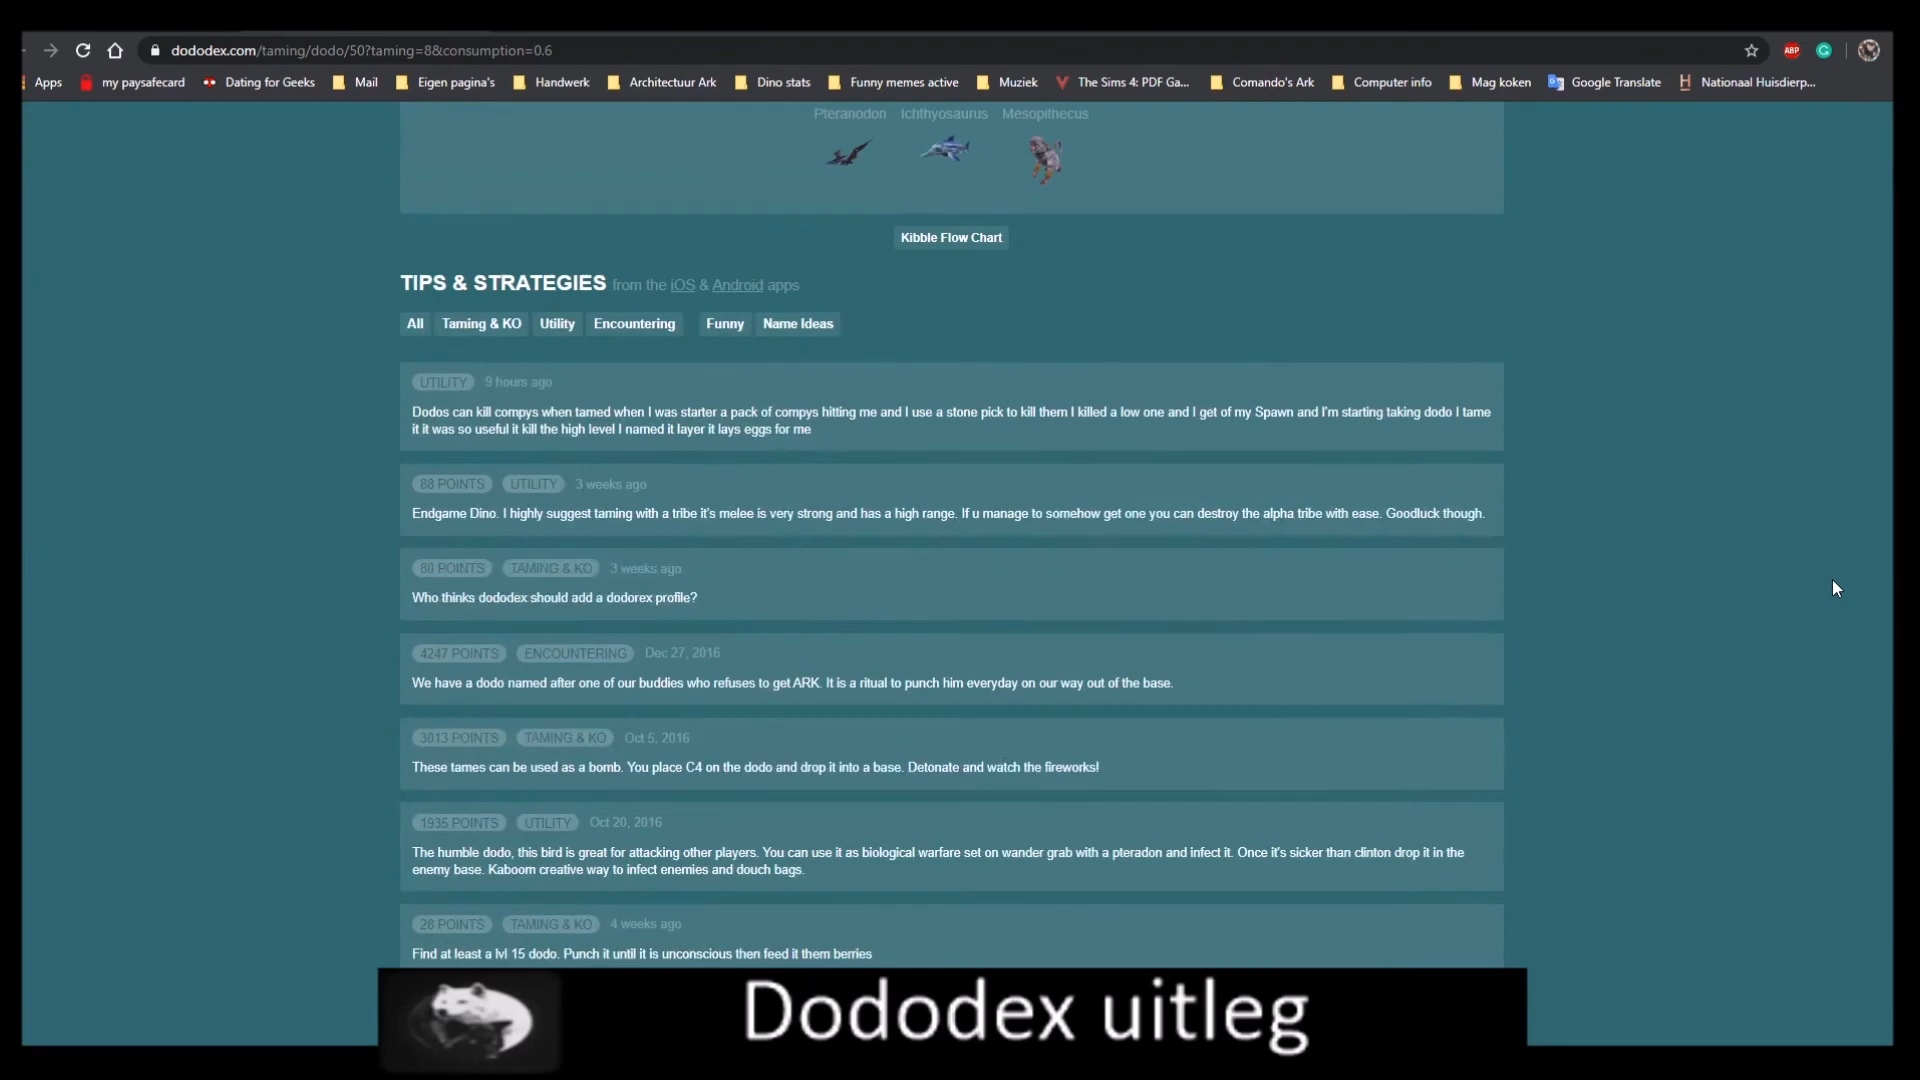 dododex.com/taming/dodo/50?taming=8&consumption=0.6
ABP
Apps my paysafecard Dating for Geeks Mail Eigen pagina's Handwerk Architectuur Ark Dino stats Funny memes active Muziek The Sims 4: PDF Ga... Comando's Ark Computer info Mag koken Google Translate Nationaal Huisdierp...
Pteranodon Ichthyosaurus Mesopithecus
Kibble Flow Chart
TIPS & STRATEGIES from the iOS & Android apps
All Taming & KO Utility Encountering Funny Name Ideas
UTILITY 9 hours ago
Dodos can kill compys when tamed when I was starter a pack of compys hitting me and I use a stone pick to kill them I killed a low one and I get of my Spawn and I'm starting taking dodo I tame
it it was so useful it kill the high level I named it layer it lays eggs for me
88 POINTS UTILITY 3 weeks ago
Endgame Dino. I highly suggest taming with a tribe it's melee is very strong and has a high range. If u manage to somehow get one you can destroy the alpha tribe with ease. Goodluck though.
80 POINTS TAMING & KO 3 weeks ago
Who thinks dododex should add a dodorex profile?
4247 POINTS ENCOUNTERING Dec 27, 2016
We have a dodo named after one of our buddies who refuses to get ARK. It is a ritual to punch him everyday on our way out of the base.
3013 POINTS TAMING & KO Oct 5, 2016
These tames can be used as a bomb. You place C4 on the dodo and drop it into a base. Detonate and watch the fireworks!
1935 POINTS UTILITY Oct 20, 2016
The humble dodo, this bird is great for attacking other players. You can use it as biological warfare set on wander grab with a pteradon and infect it. Once it's sicker than clinton drop it in the
enemy base. Kaboom creative way to infect enemies and douch bags.
28 POINTS TAMING & KO 4 weeks ago
Find at least a lvl 15 dodo. Punch it until it is unconscious then feed it them berries
Dododex uitleg